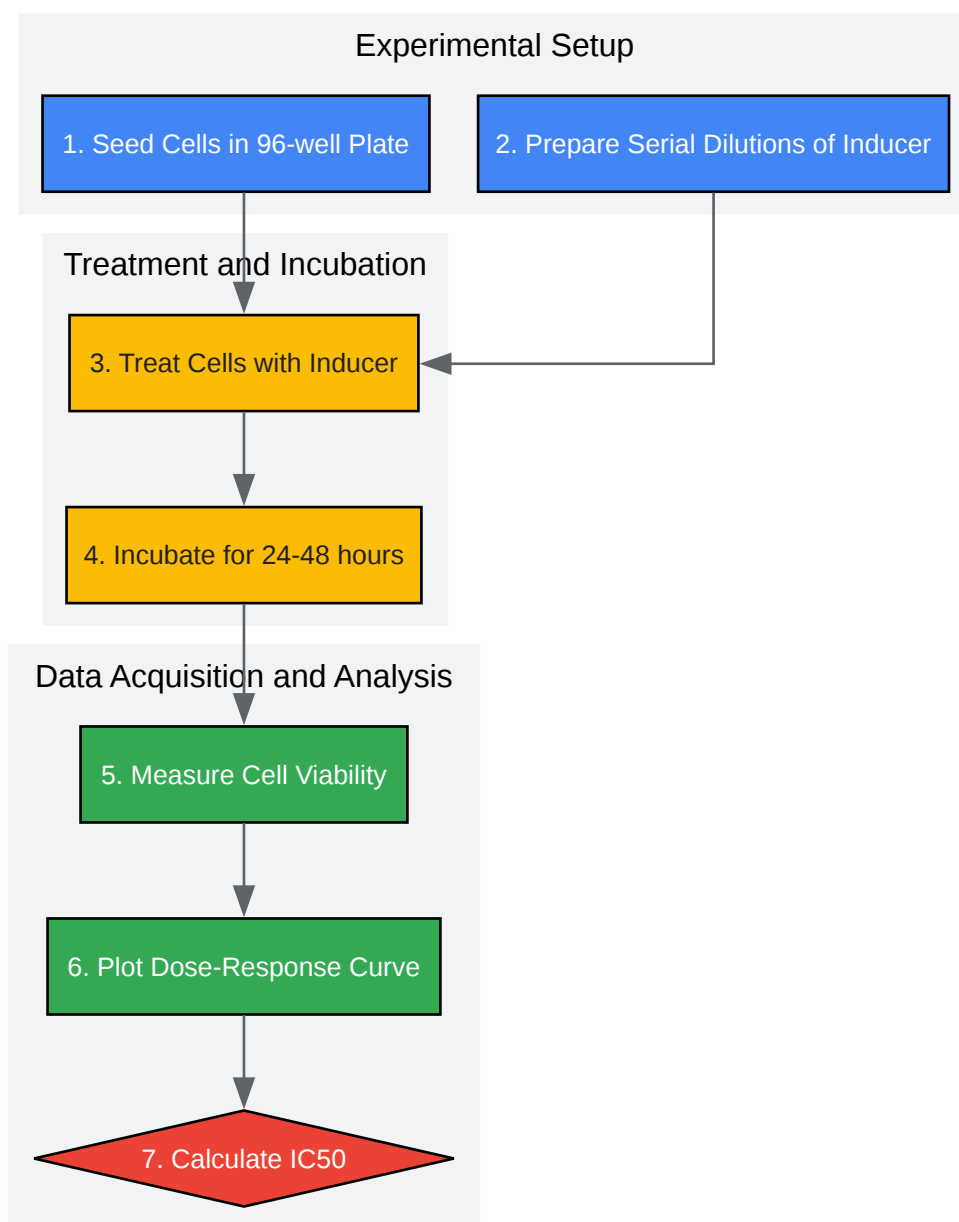 Experimental Setup
1. Seed Cells in 96-well Plate
2. Prepare Serial Dilutions of Inducer
Treatment and Incubation
3. Treat Cells with Inducer
4. Incubate for 24-48 hours
Data Acquisition and Analysis
5. Measure Cell Viability
6. Plot Dose-Response Curve
7. Calculate IC50